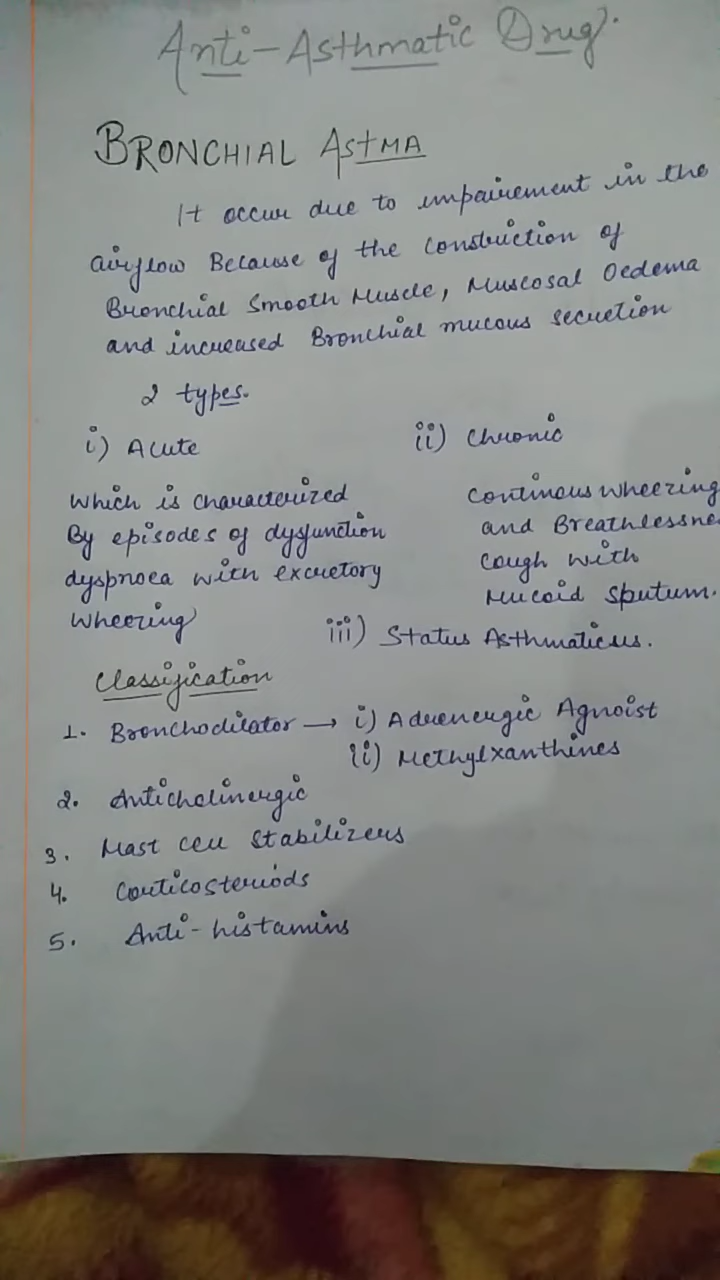 Anti-Asthmatic Drug.
BRONCHIAL ASTMA
It occur due to impairement in the
airflow Because of the construction of
Bronchial Smooth Muscle, Muscosal Oedema
and increased Bronchial mucous secretion
2 types.
i) Acute
ii) Chronic
Which is characterized
By episodes of dysfunction
dyspnoea with excretory
Wheezing
Continous wheezing
and Breathlessne
Cough with
Mucoid Sputum.
iii) Status Asthmaticus.
Classification
1. Bronchodilator → i) Adrenergic Agnoist
ii) Methylxanthines
2. Anticholinergic
3. Mast cell Stabilizers
4. Corticosteriods
5. Anti-histamins